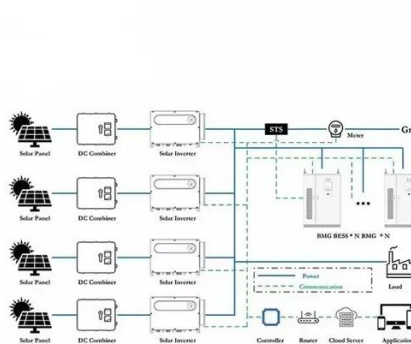 STS
Meter
Gr
Solar Panel DC Combiner Solar Inverter
Solar Panel DC Combiner Solar Inverter
BMG BESS * N BMG * N
Solar Panel DC Combiner Solar Inverter
Power
Communication
Load
Solar Panel DC Combiner Solar Inverter
Controller Router Cloud Server Application